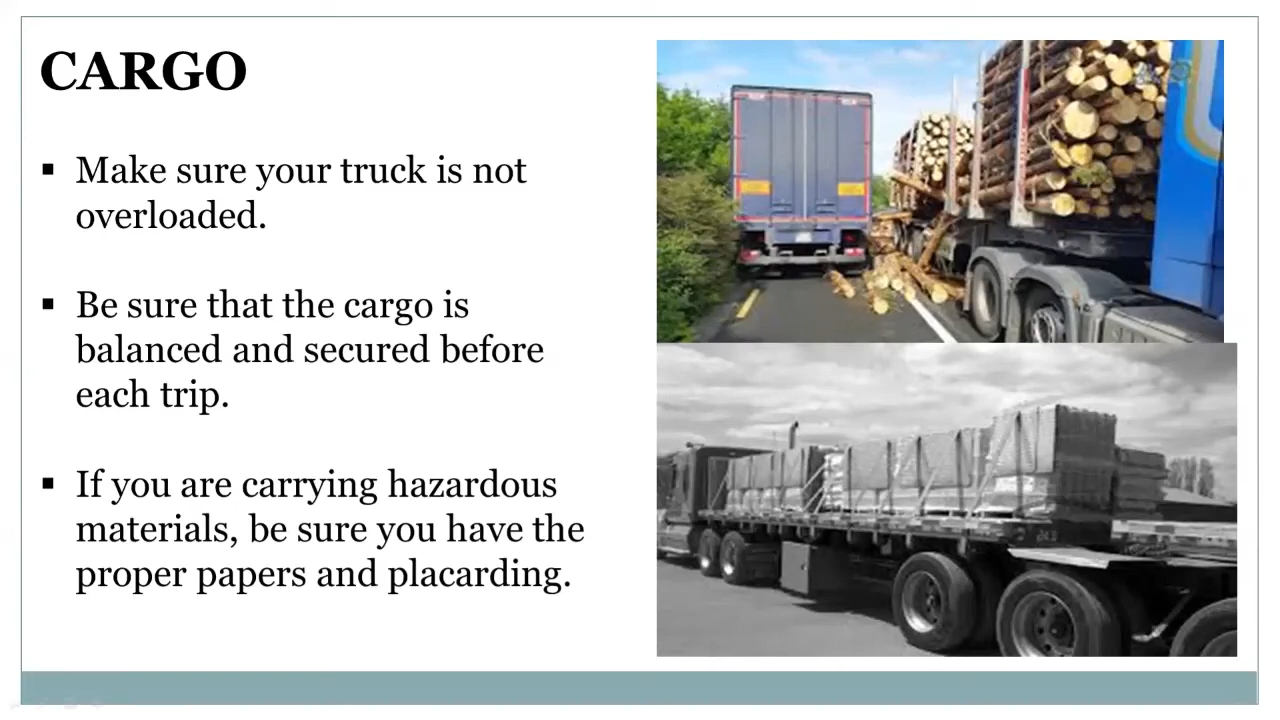 CARGO
▪ Make sure your truck is not
overloaded.
▪ Be sure that the cargo is
balanced and secured before
each trip.
▪ If you are carrying hazardous
materials, be sure you have the
proper papers and placarding.